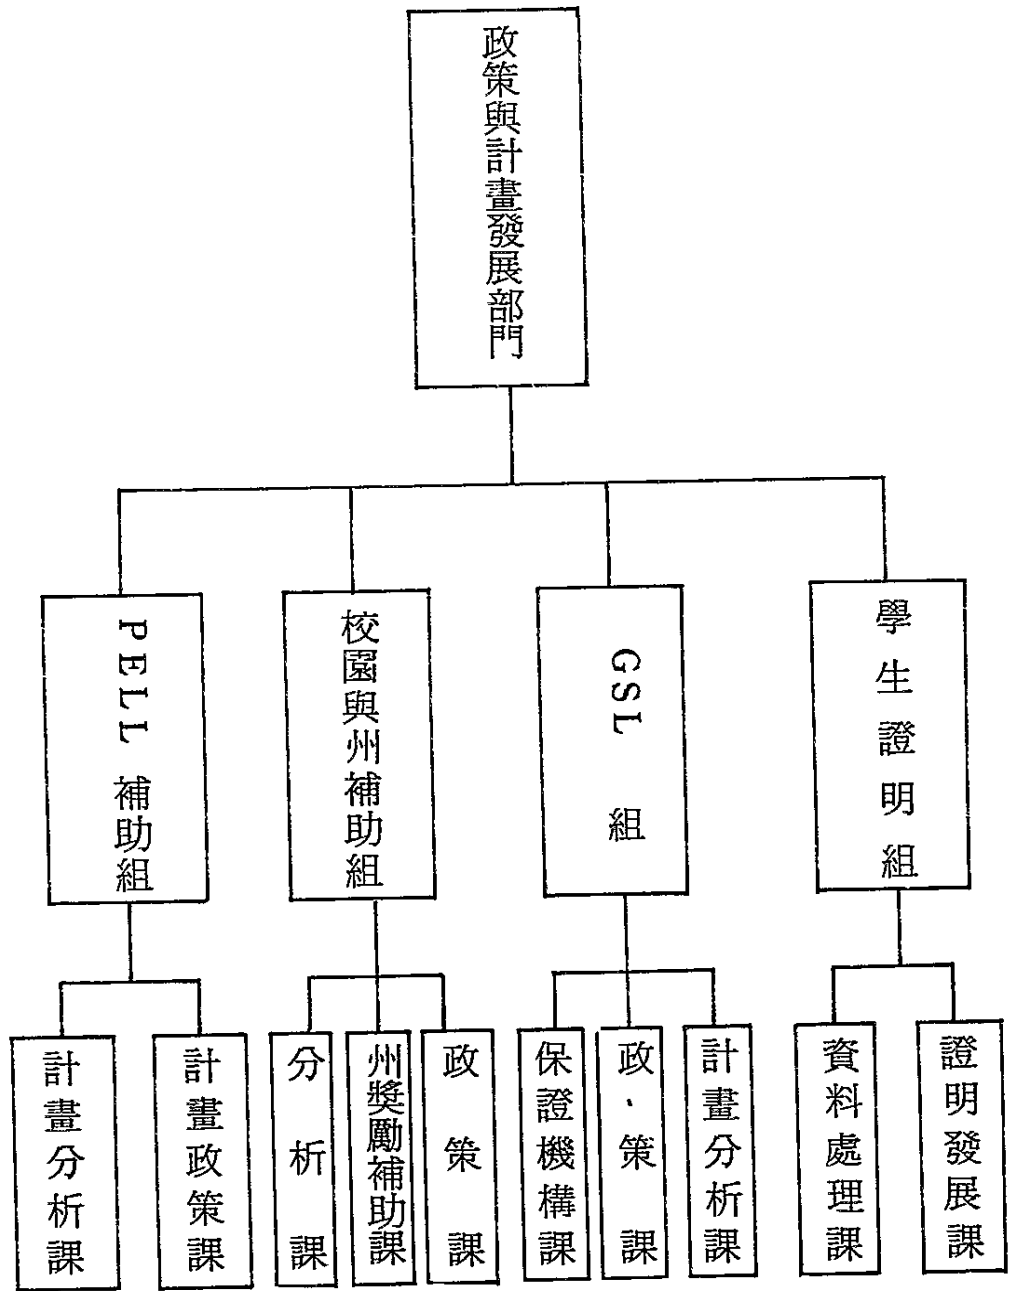 政策與計畫發展部門
PELL 補助組
校園與州補助組
GSL 組
學生證明組
計畫分析課
計畫政策課
分析課
州獎勵補助課
政策課
保證機構課
政、策課
計畫分析課
資料處理課
證明發展課